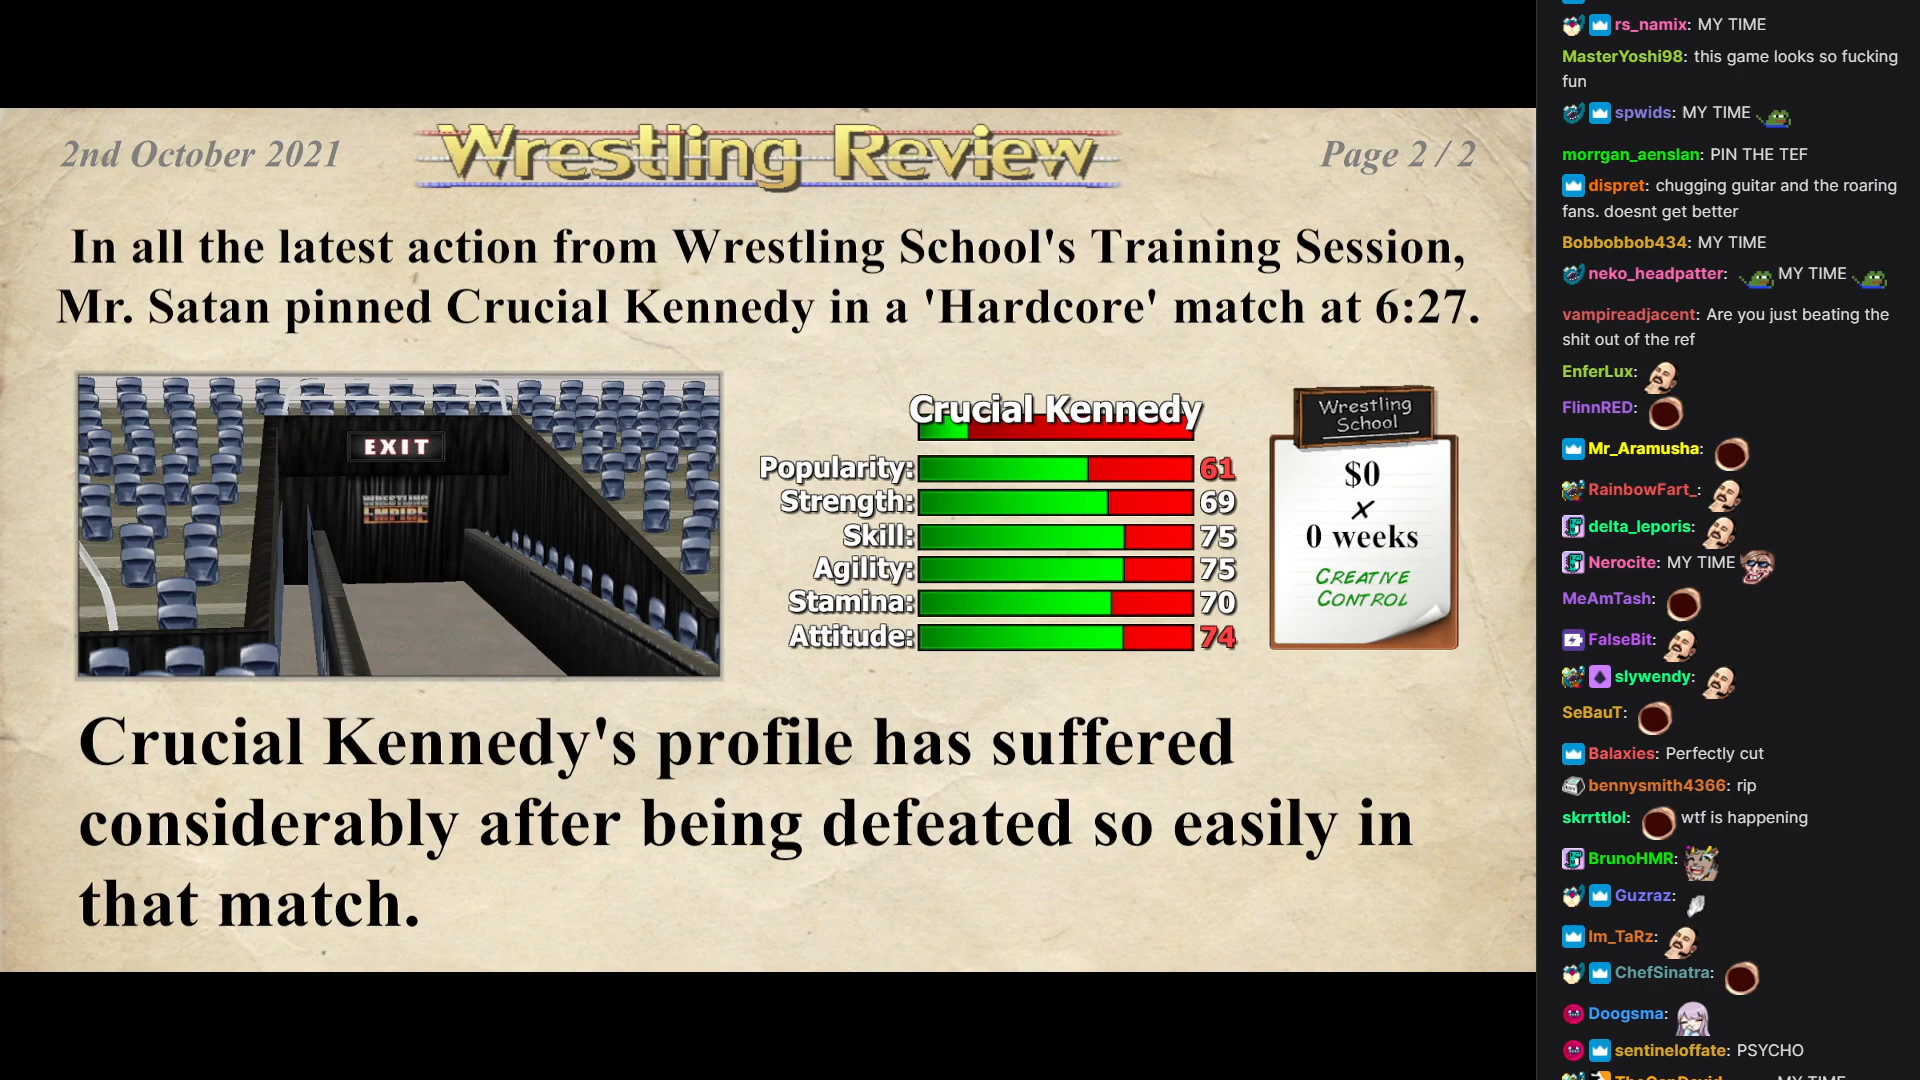 2nd October 2021
Wrestling Review
Page 2 / 2
In all the latest action from Wrestling School's Training Session,
Mr. Satan pinned Crucial Kennedy in a 'Hardcore' match at 6:27.
EXIT
WRESTLING
EMPIRE
Crucial Kennedy
Popularity: 61
Strength: 69
Skill: 75
Agility: 75
Stamina: 70
Attitude: 74
Wrestling
School
$0
x
0 weeks
CREATIVE
CONTROL
Crucial Kennedy's profile has suffered
considerably after being defeated so easily in
that match.
rs_namix: MY TIME
MasterYoshi98: this game looks so fucking
fun
spwids: MY TIME
morrgan_aenslan: PIN THE TEF
dispret: chugging guitar and the roaring
fans. doesnt get better
Bobbobbob434: MY TIME
neko_headpatter: MY TIME
vampireadjacent: Are you just beating the
shit out of the ref
EnferLux:
FlinnRED:
Mr_Aramusha:
RainbowFart_:
delta_leporis:
Nerocite: MY TIME
MeAmTash:
FalseBit:
slywendy:
SeBauT:
Balaxies: Perfectly cut
bennysmith4366: rip
skrrttlol: wtf is happening
BrunoHMR:
Guzraz:
Im_TaRz:
ChefSinatra:
Doogsma:
sentineloffate: PSYCHO
MY TIME